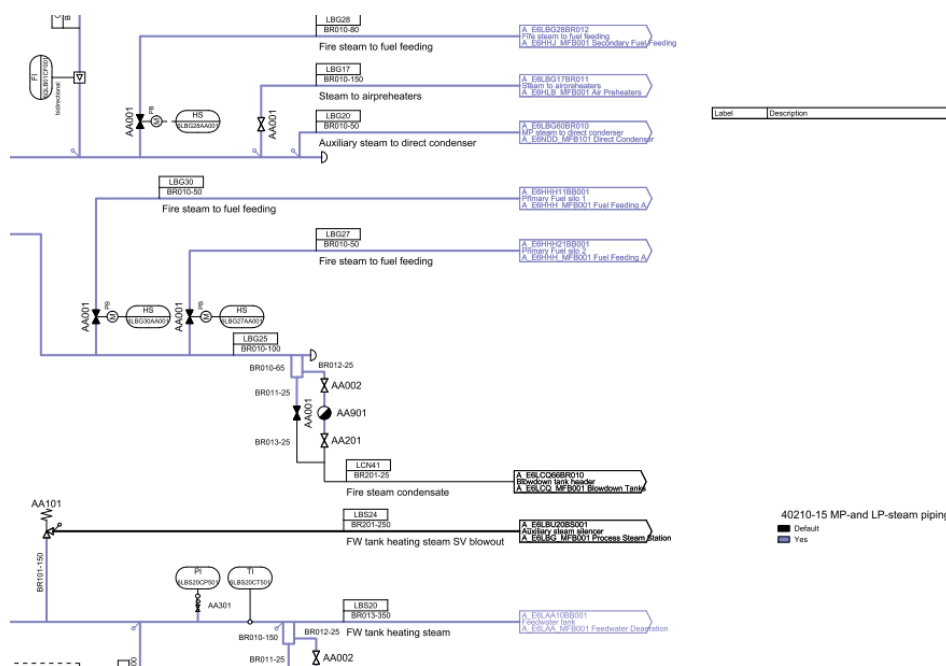 LBG28
BR010-80
Fire steam to fuel feeding
A_E6LBG28BR012
Fire steam to fuel feeding
A_E6HHJ_MFB001 Secondary Fuel Feeding
FI
6QLB01CF001
bidirectional
LBG17
BR010-150
Steam to airpreheaters
A_E6LBG17BR011
Steam to airpreheaters
A_E6HLB_MFB001 Air Preheaters
AA001
PB
M
HS
6LBG28AA001
AA001
LBG20
BR010-50
Auxiliary steam to direct condenser
A_E6LBG60BR010
MP steam to direct condenser
A_E6NDD_MFB101 Direct Condenser
Label
Description
LBG30
BR010-50
Fire steam to fuel feeding
A_E6HHH11BB001
Primary Fuel silo 1
A_E6HHH_MFB001 Fuel Feeding A
LBG27
BR010-50
Fire steam to fuel feeding
A_E6HHH21BB001
Primary Fuel silo 2
A_E6HHH_MFB001 Fuel Feeding A
AA001
PB
M
HS
6LBG30AA001
AA001
PB
M
HS
6LBG27AA001
LBG25
BR010-100
BR010-65
BR012-25
BR011-25
AA002
AA001
AA901
BR013-25
AA201
LCN41
BR201-25
Fire steam condensate
A_E6LCQ66BR010
Blowdown tank header
A_E6LCQ_MFB001 Blowdown Tanks
AA101
LBS24
BR201-250
FW tank heating steam SV blowout
A_E6LBU20BS001
Auxiliary steam silencer
A_E6LBG_MFB001 Process Steam Station
40210-15 MP-and LP-steam piping
Default
Yes
BR101-150
PI
6LBS20CP501
TI
6LBS20CT501
AA301
LBS20
BR013-350
FW tank heating steam
A_E6LAA10BB001
Feedwater tank
A_E6LAA_MFB001 Feedwater Deaeration
BR010-150
BR012-25
BR011-25
AA002